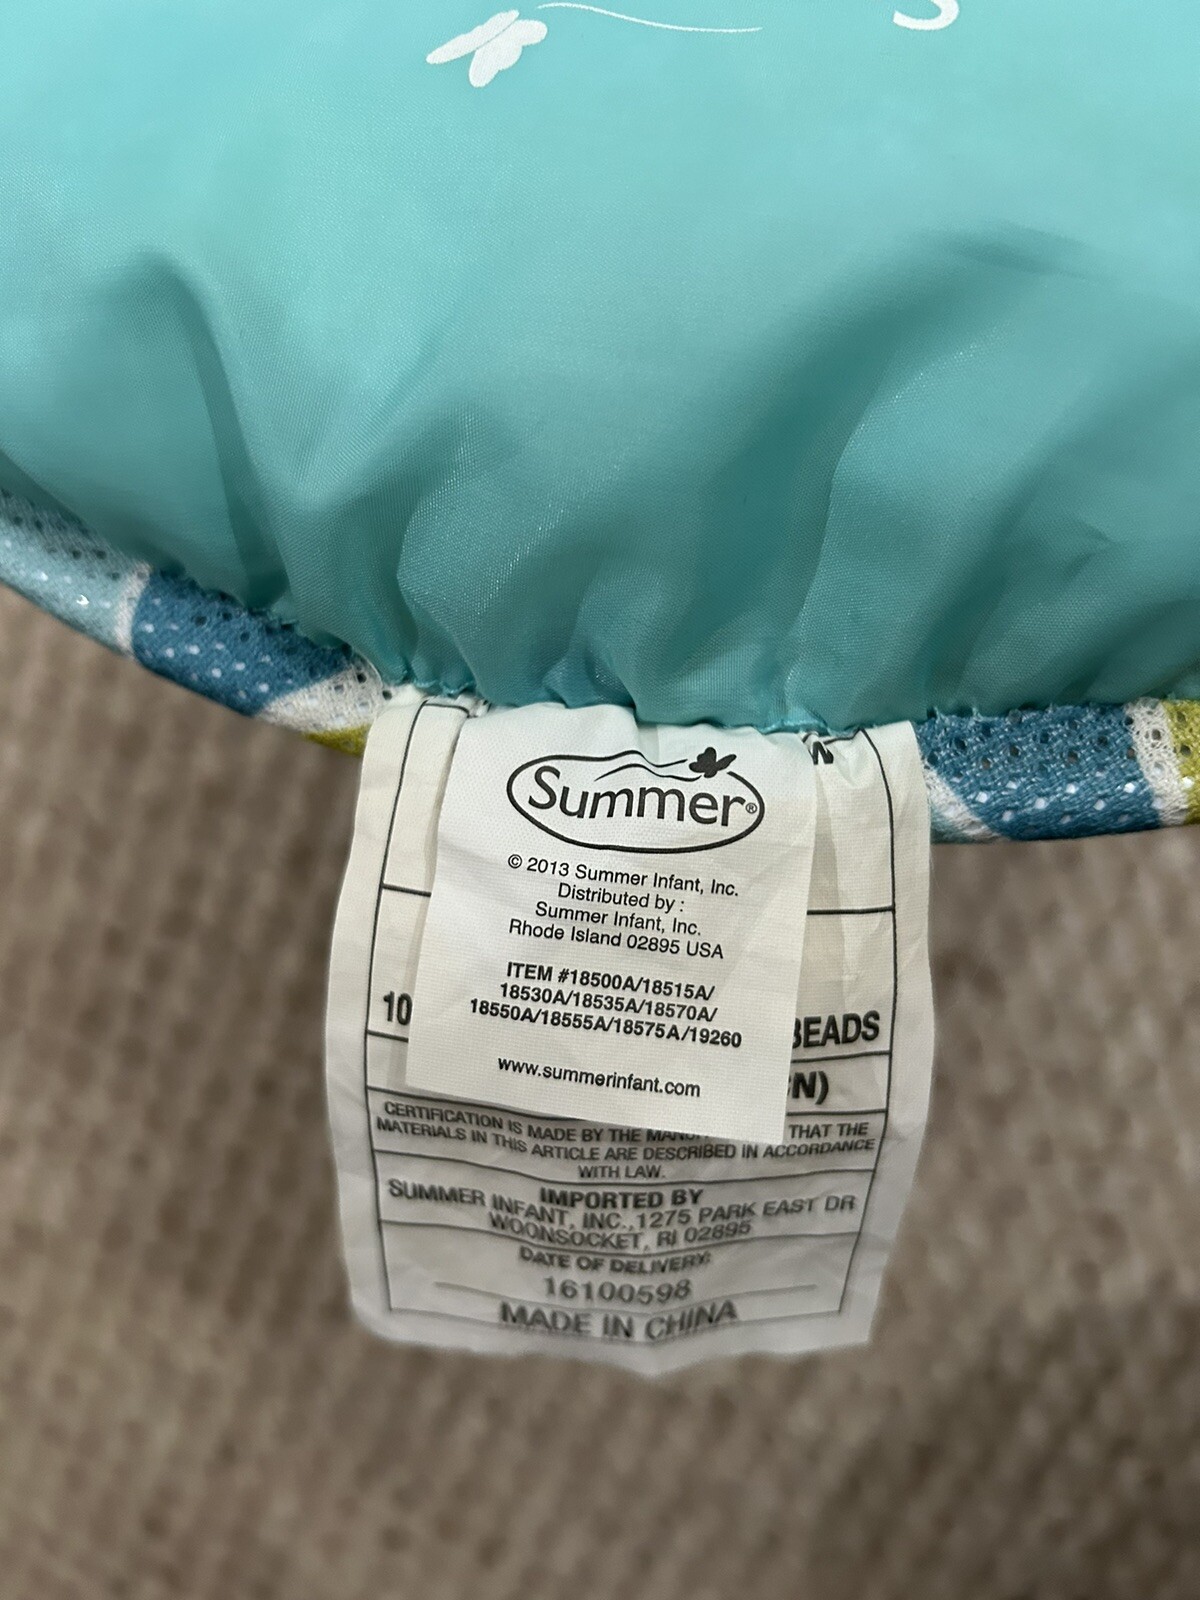 Summer®
© 2013 Summer Infant, Inc.
Distributed by :
Summer Infant, Inc.
Rhode Island 02895 USA
ITEM #18500A/18515A/
18530A/18535A/18570A/
18550A/18555A/18575A/19260
www.summerinfant.com
10
BEADS
N)
CERTIFICATION IS MADE BY THE THAT THE
MATERIALS IN THIS ARTICLE ARE DESCRIBED IN ACCORDANCE
WITH LAW.
IMPORTED BY
SUMMER INFANT, INC.,1275 PARK EAST DR
WOONSOCKET, RI 02895
DATE OF DELIVERY:
16100598
MADE IN CHINA